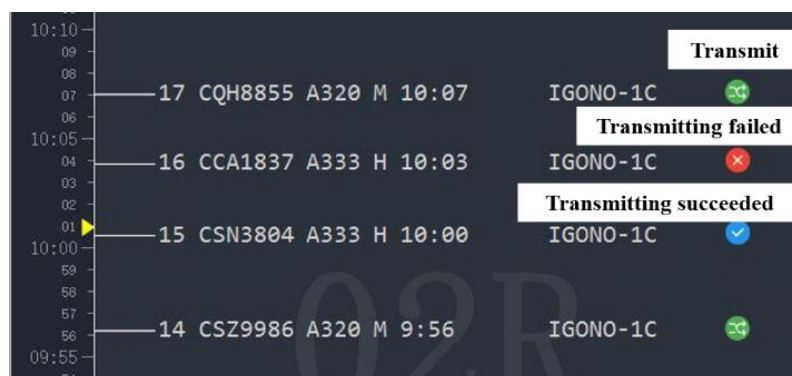 10:10
09
Transmit
08
07 17 CQH8855 A320 M 10:07 IGONO-1C
06
Transmitting failed
10:05
04 16 CCA1837 A333 H 10:03 IGONO-1C
03
02
Transmitting succeeded
01
15 CSN3804 A333 H 10:00 IGONO-1C
10:00
59
58
57
02R
56 14 CSZ9986 A320 M 9:56 IGONO-1C
09:55